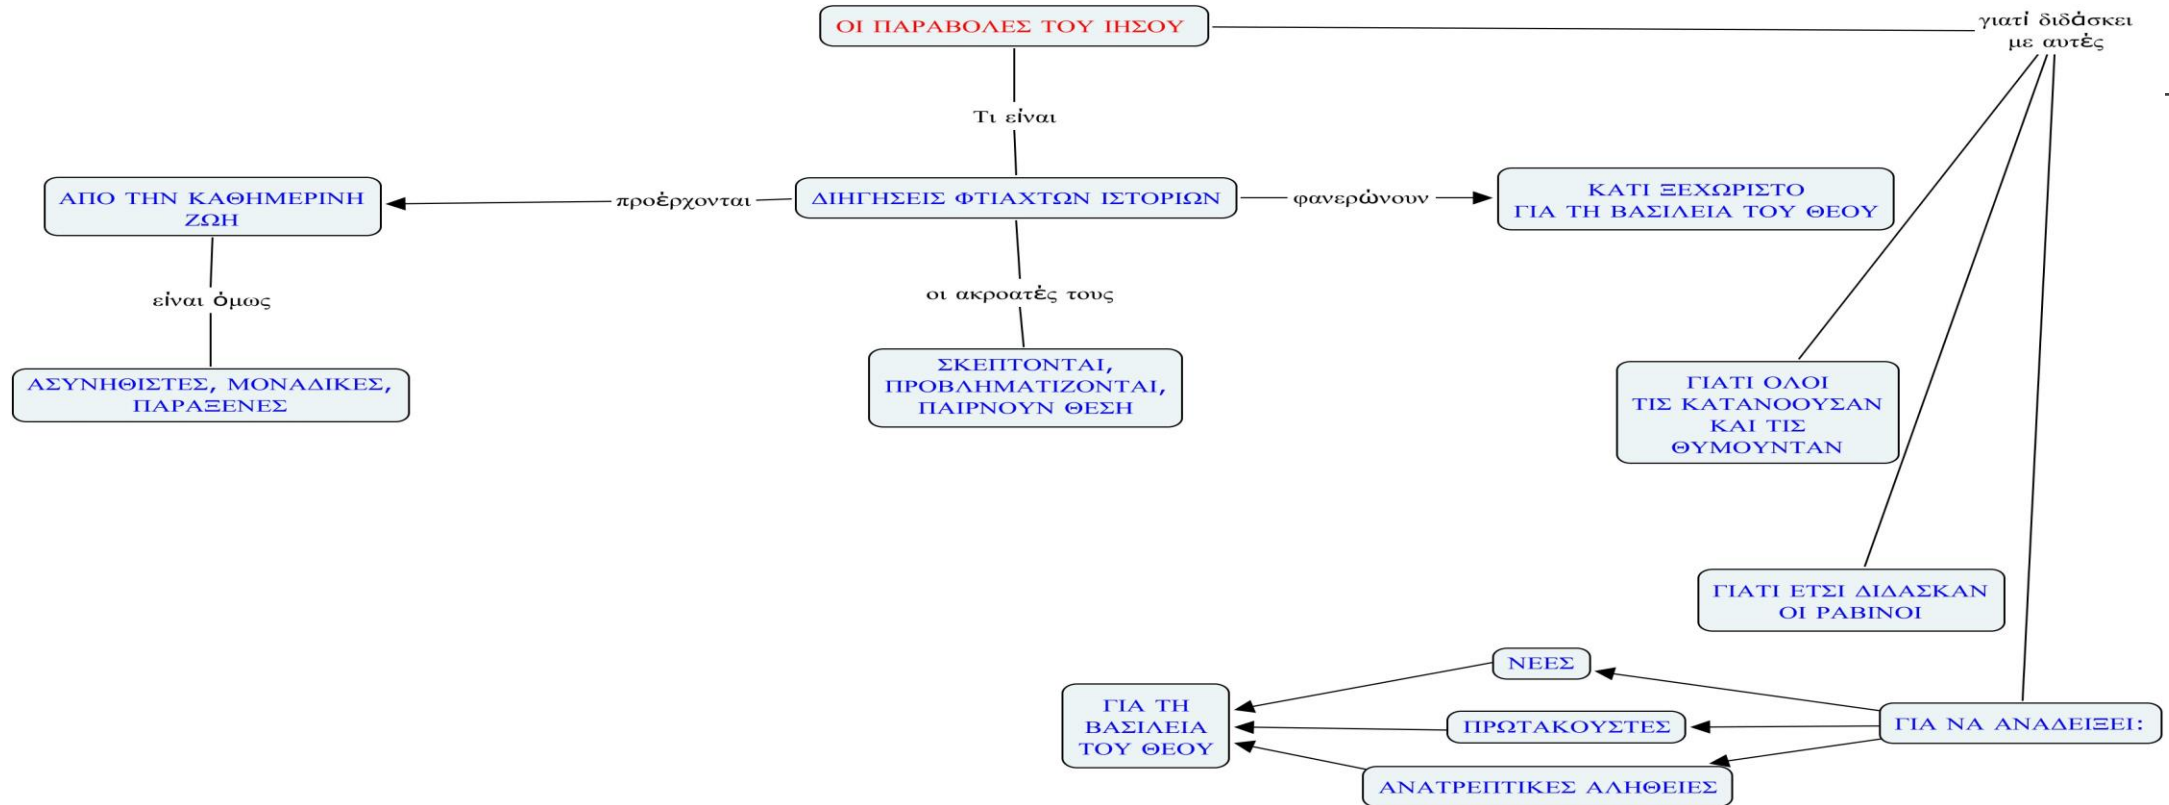 ΟΙ ΠΑΡΑΒΟΛΕΣ ΤΟΥ ΙΗΣΟΥ
γιατί διδάσκει
με αυτές
Τι είναι
ΑΠΟ ΤΗΝ ΚΑΘΗΜΕΡΙΝΗ
ΖΩΗ
προέρχονται
ΔΙΗΓΗΣΕΙΣ ΦΤΙΑΧΤΩΝ ΙΣΤΟΡΙΩΝ
φανερώνουν
ΚΑΤΙ ΞΕΧΩΡΙΣΤΟ
ΓΙΑ ΤΗ ΒΑΣΙΛΕΙΑ ΤΟΥ ΘΕΟΥ
είναι όμως
οι ακροατές τους
ΑΣΥΝΗΘΙΣΤΕΣ, ΜΟΝΑΔΙΚΕΣ,
ΠΑΡΑΞΕΝΕΣ
ΣΚΕΠΤΟΝΤΑΙ,
ΠΡΟΒΛΗΜΑΤΙΖΟΝΤΑΙ,
ΠΑΙΡΝΟΥΝ ΘΕΣΗ
ΓΙΑΤΙ ΟΛΟΙ
ΤΙΣ ΚΑΤΑΝΟΟΥΣΑΝ
ΚΑΙ ΤΙΣ
ΘΥΜΟΥΝΤΑΝ
ΓΙΑΤΙ ΕΤΣΙ ΔΙΔΑΣΚΑΝ
ΟΙ ΡΑΒΙΝΟΙ
ΝΕΕΣ
ΓΙΑ ΤΗ
ΒΑΣΙΛΕΙΑ
ΤΟΥ ΘΕΟΥ
ΠΡΩΤΑΚΟΥΣΤΕΣ
ΓΙΑ ΝΑ ΑΝΑΔΕΙΞΕΙ:
ΑΝΑΤΡΕΠΤΙΚΕΣ ΑΛΗΘΕΙΕΣ